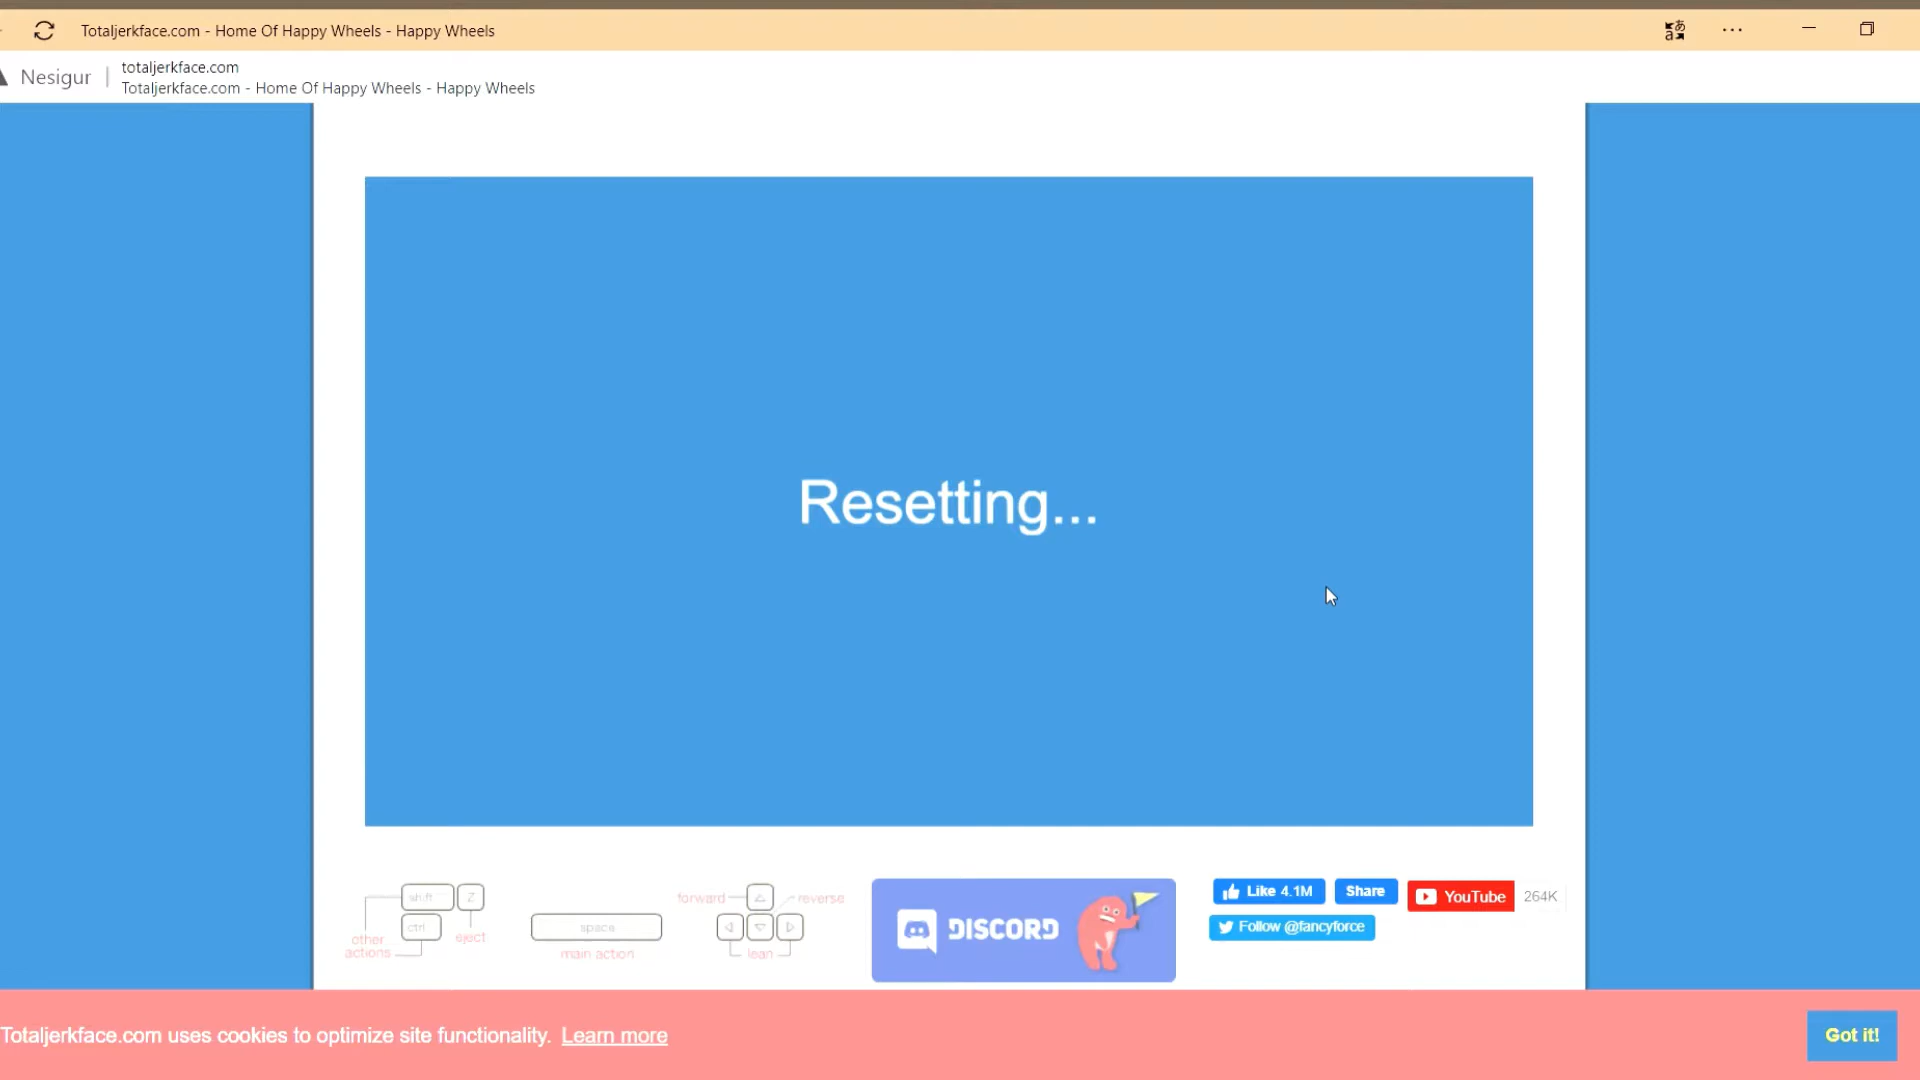 Totaljerkface.com - Home Of Happy Wheels - Happy Wheels
Nesigur
totaljerkface.com
Totaljerkface.com - Home Of Happy Wheels - Happy Wheels
Resetting...
shift
Z
ctrl
other
actions
eject
space
main action
forward
reverse
lean
DISCORD
Like 4.1M
Share
YouTube
264K
Follow @fancyforce
Totaljerkface.com uses cookies to optimize site functionality. Learn more
Got it!